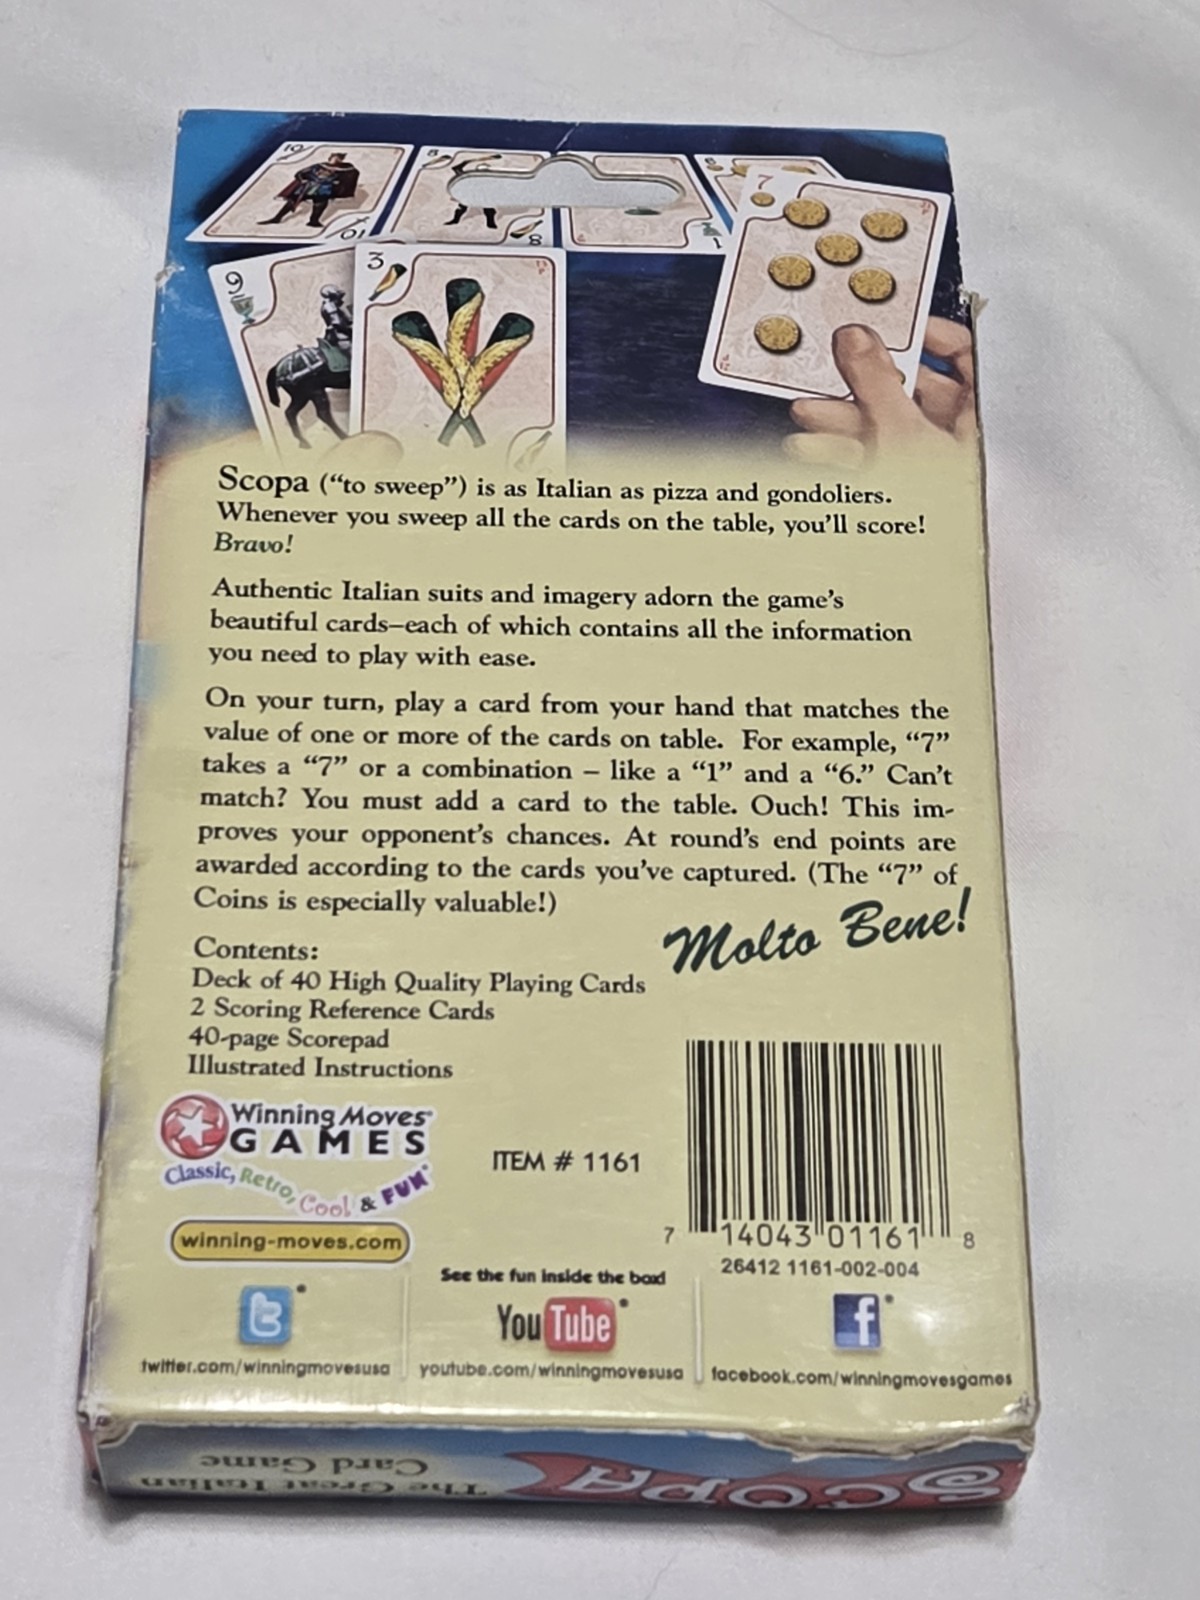 10
10
8
8
1
6
7
9
3
Scopa (“to sweep”) is as Italian as pizza and gondoliers.
Whenever you sweep all the cards on the table, you’ll score!
Bravo!
Authentic Italian suits and imagery adorn the game’s
beautiful cards–each of which contains all the information
you need to play with ease.
On your turn, play a card from your hand that matches the
value of one or more of the cards on table. For example, “7”
takes a “7” or a combination – like a “1” and a “6.” Can’t
match? You must add a card to the table. Ouch! This im-
proves your opponent’s chances. At round’s end points are
awarded according to the cards you’ve captured. (The “7” of
Coins is especially valuable!)
Molto Bene!
Contents:
Deck of 40 High Quality Playing Cards
2 Scoring Reference Cards
40-page Scorepad
Illustrated Instructions
Winning Moves®
GAMES
Classic, Retro, Cool & FUN®
winning-moves.com
ITEM # 1161
7 14043 01161 8
26412 1161-002-004
See the fun inside the box!
YouTube
twitter.com/winningmovesusa
youtube.com/winningmovesusa
facebook.com/winningmovesgames
The Great Italian
Card Game
SCOPA